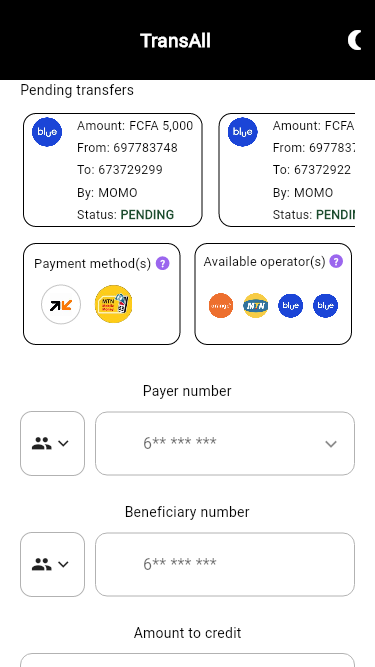 TransAll
Pending transfers
blue
Amount: FCFA 5,000
From: 697783748
To: 673729299
By: MOMO
Status: PENDING
blue
Amount: FCFA
From: 697783
To: 67372922
By: MOMO
Status: PENDI
Payment method(s) ?
MTN
Available operator(s) ?
orange
MTN
blue
blue
Payer number
6** *** ***
Beneficiary number
6** *** ***
Amount to credit